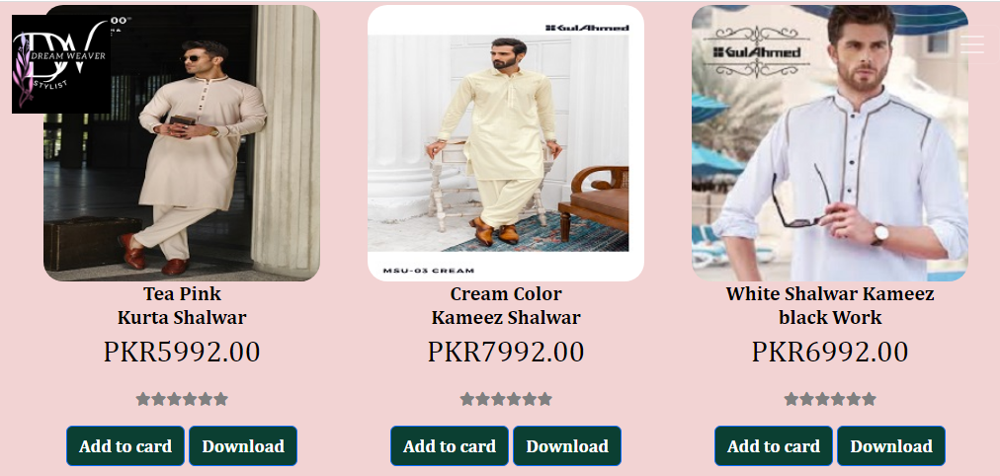 DW
DREAM WEAVER
STYLIST
GulAhmed
GulAhmed
MSU-03 CREAM
Tea Pink
Kurta Shalwar
PKR5992.00
Add to card
Download
Cream Color
Kameez Shalwar
PKR7992.00
Add to card
Download
White Shalwar Kameez
black Work
PKR6992.00
Add to card
Download